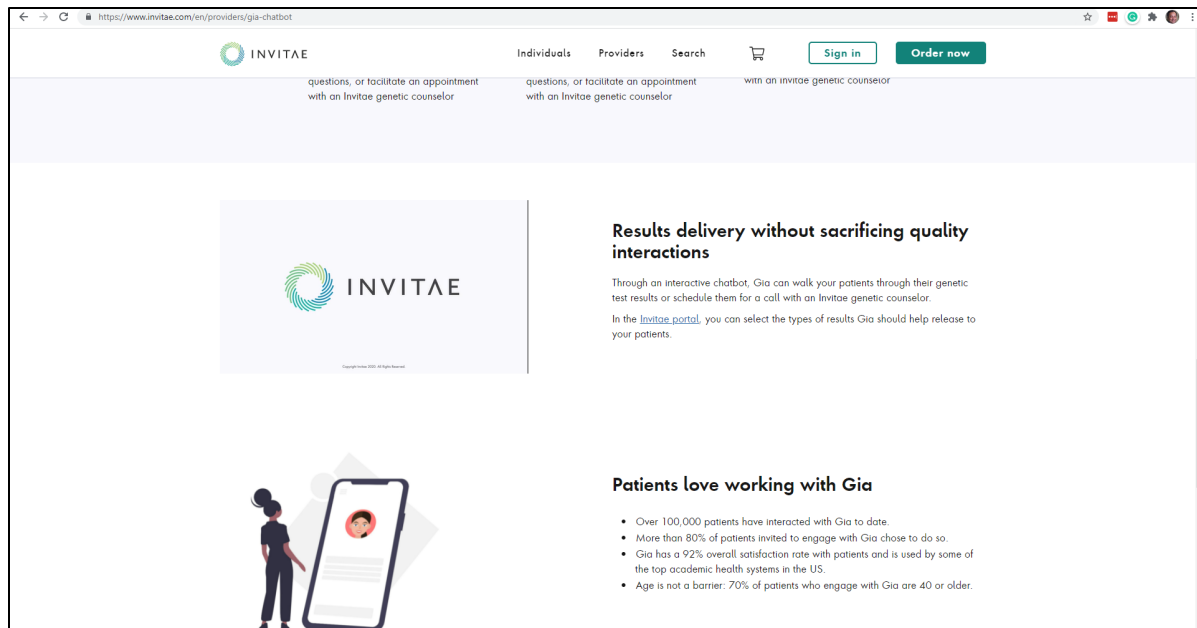 https://www.invitae.com/en/providers/gia-chatbot
INVITAE
Individuals
Providers
Search
Sign in
Order now
questions, or facilitate an appointment
with an Invitae genetic counselor
questions, or facilitate an appointment
with an Invitae genetic counselor
with an Invitae genetic counselor
INVITAE
Copyright Invitae 2020. All Rights Reserved.
Results delivery without sacrificing quality
interactions
Through an interactive chatbot, Gia can walk your patients through their genetic
test results or schedule them for a call with an Invitae genetic counselor.
In the Invitae portal, you can select the types of results Gia should help release to
your patients.
Patients love working with Gia
• Over 100,000 patients have interacted with Gia to date.
• More than 80% of patients invited to engage with Gia chose to do so.
• Gia has a 92% overall satisfaction rate with patients and is used by some of
the top academic health systems in the US.
• Age is not a barrier: 70% of patients who engage with Gia are 40 or older.